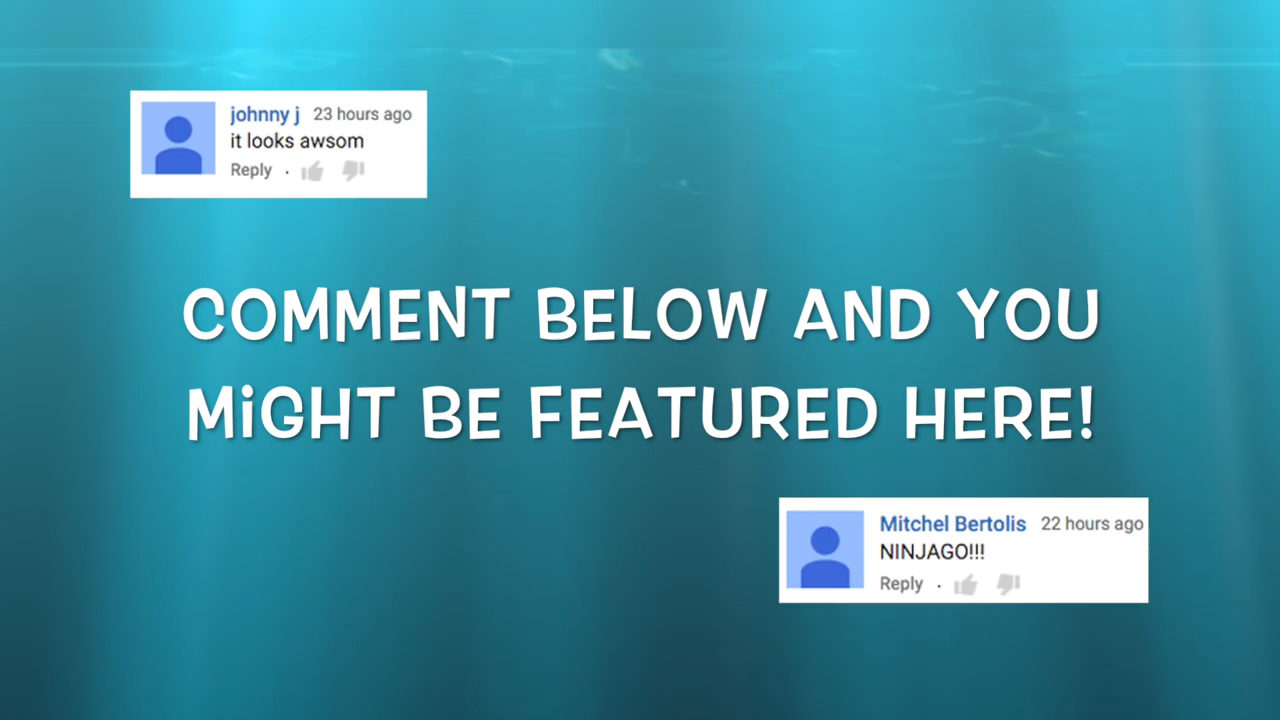 johnny j 23 hours ago
it looks awsom
Reply ·
COMMENT BELOW AND YOU
MiGHT BE FEATURED HERE!
Mitchel Bertolis 22 hours ago
NINJAGO!!!
Reply ·